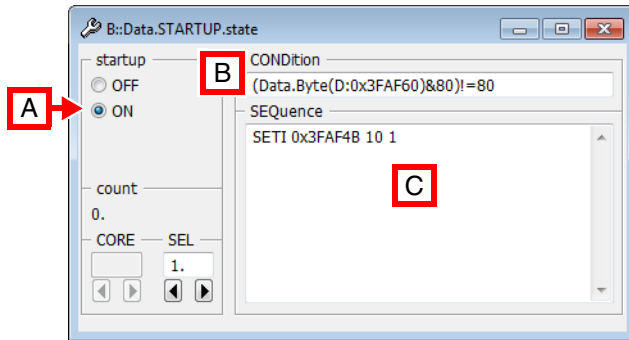 B::Data.STARTUP.state
startup
OFF
ON
A
B
CONDition
(Data.Byte(D:0x3FAF60)&80)!=80
SEQuence
SETI 0x3FAF4B 10 1
C
count
0.
CORE
SEL
1.